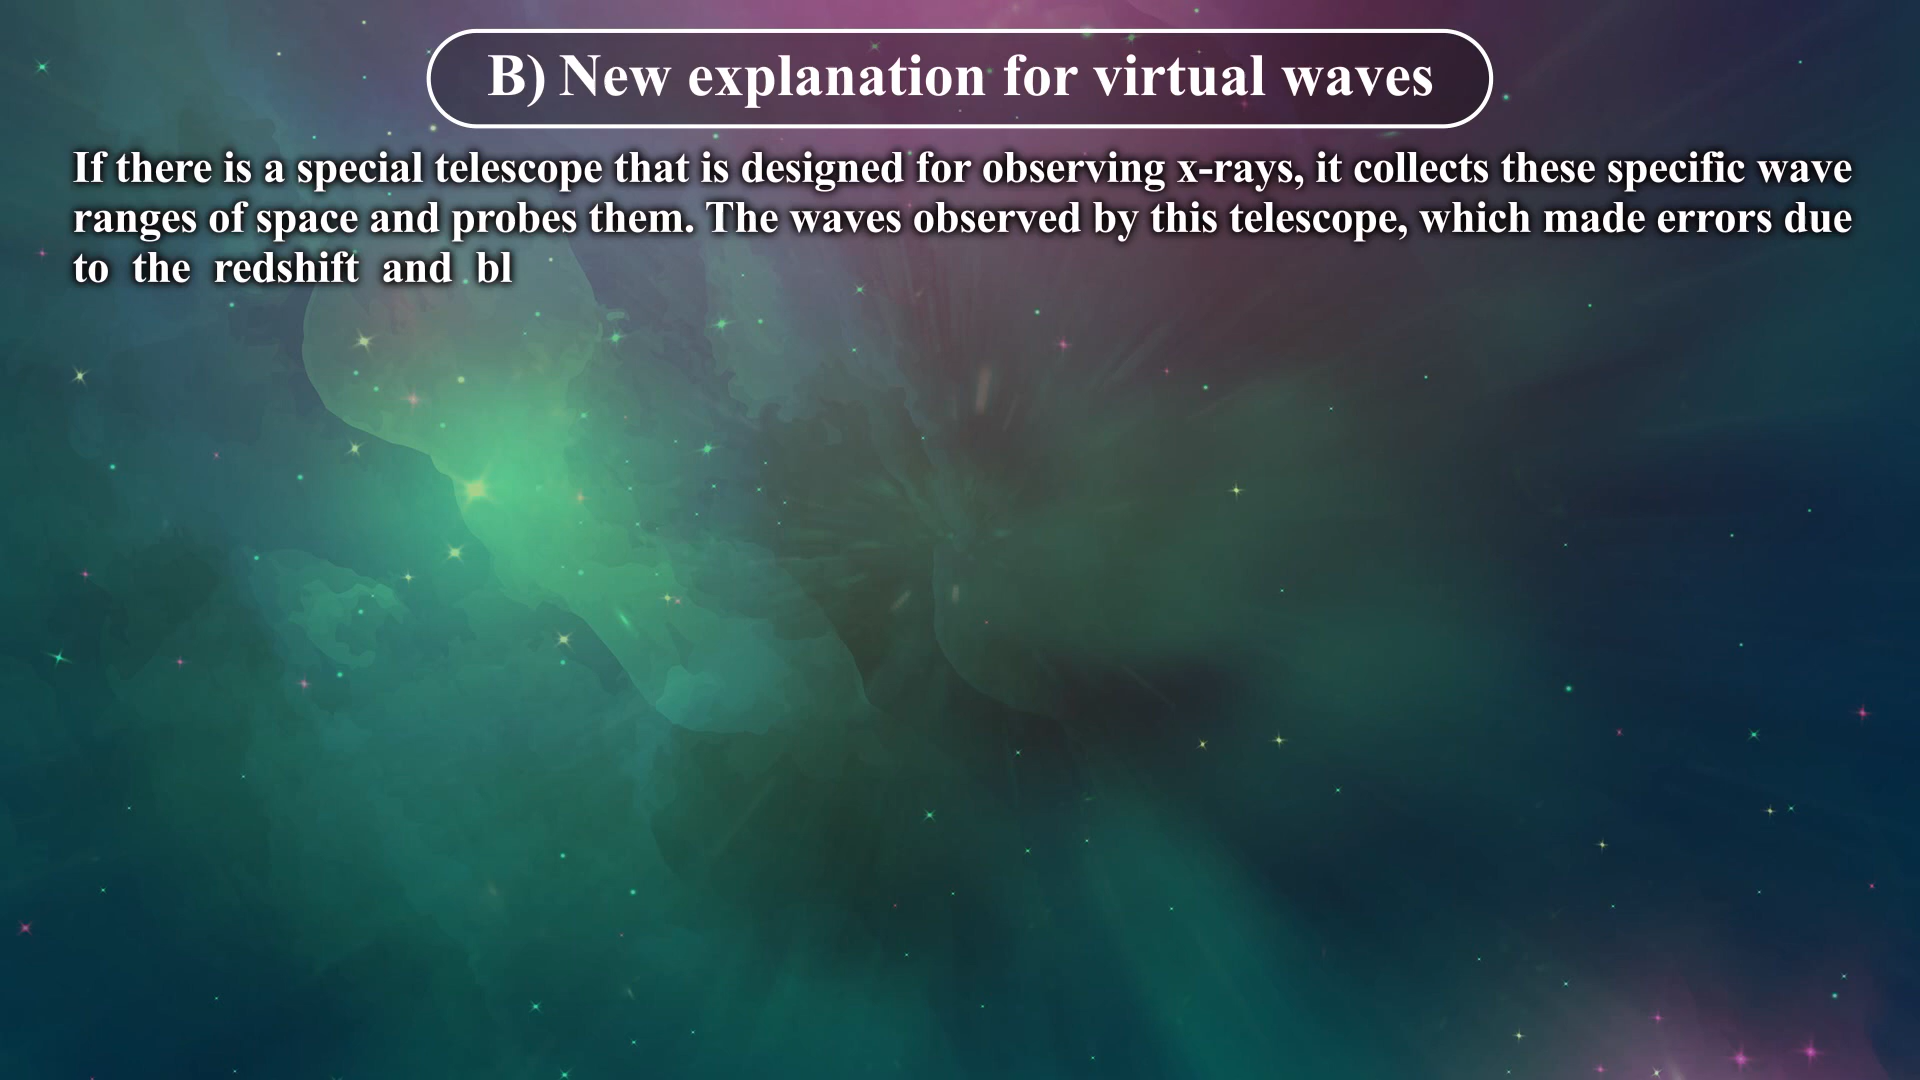 B) New explanation for virtual waves
If there is a special telescope that is designed for observing x-rays, it collects these specific wave
ranges of space and probes them. The waves observed by this telescope, which made errors due
to the redshift and bl